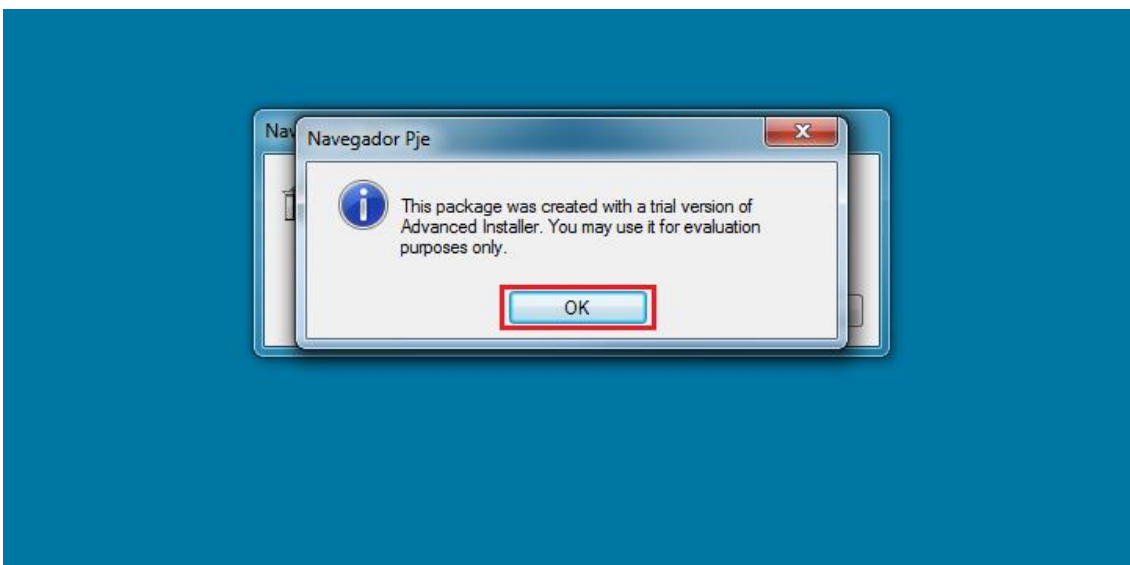 Nav
Navegador Pje
This package was created with a trial version of
Advanced Installer. You may use it for evaluation
purposes only.
OK